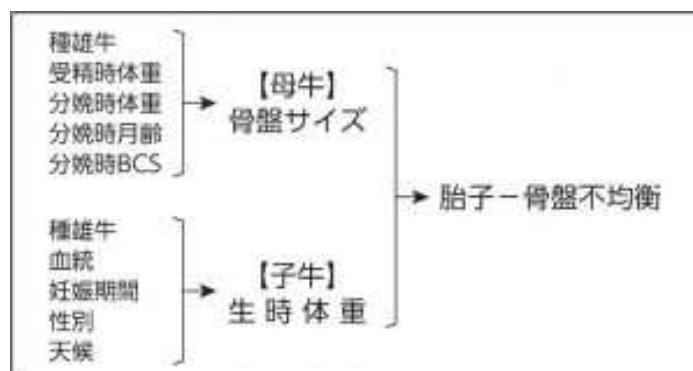 種雄牛
受精時体重
分娩時体重
分娩時月齢
分娩時BCS
【母牛】
骨盤サイズ
種雄牛
血統
妊娠期間
性別
天候
【子牛】
生時体重
胎子－骨盤不均衡